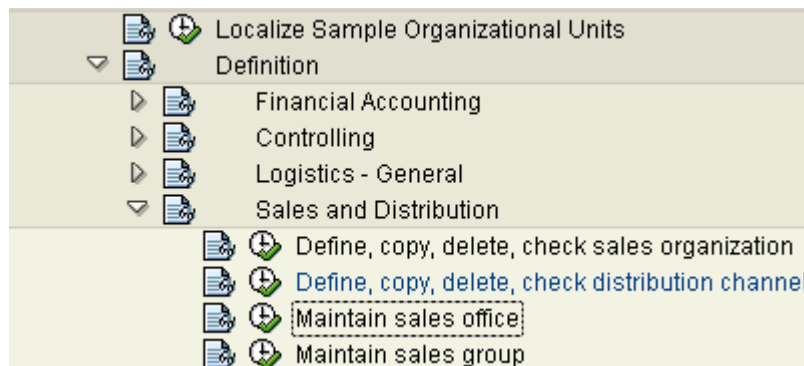 Localize Sample Organizational Units
Definition
Financial Accounting
Controlling
Logistics - General
Sales and Distribution
Define, copy, delete, check sales organization
Define, copy, delete, check distribution channel
Maintain sales office
Maintain sales group